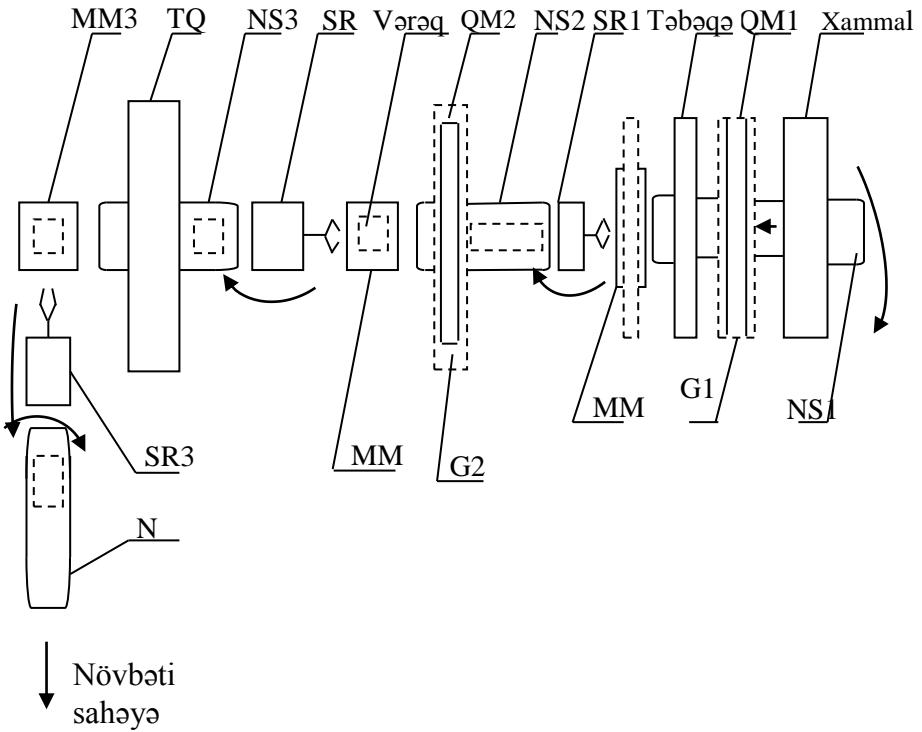 MM3 TQ NS3 SR Vərəq QM2 NS2 SR1 Təbəqə QM1 Xammal
G1
MM NS1
SR3 MM G2
N
Növbəti
sahəyə